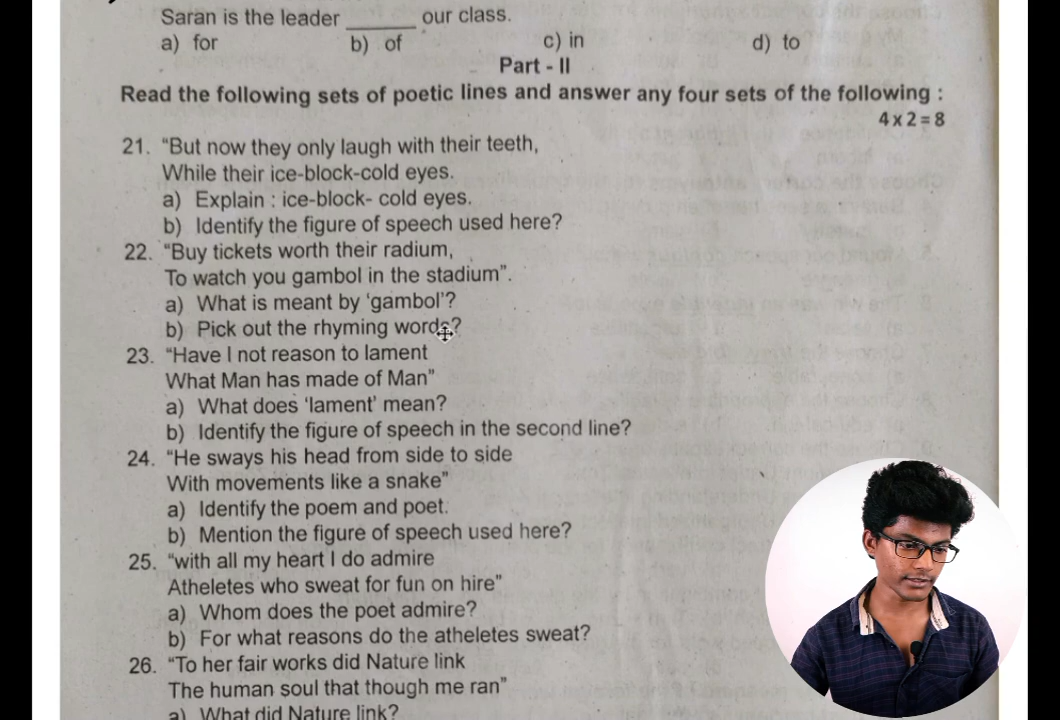 Saran is the leader ______ our class.
a) for b) of c) in d) to
Part - II
Read the following sets of poetic lines and answer any four sets of the following :
4 x 2 = 8
21. “But now they only laugh with their teeth,
While their ice-block-cold eyes.
a) Explain : ice-block- cold eyes.
b) Identify the figure of speech used here?
22. “Buy tickets worth their radium,
To watch you gambol in the stadium”.
a) What is meant by ‘gambol’?
b) Pick out the rhyming words?
23. “Have I not reason to lament
What Man has made of Man”
a) What does ‘lament’ mean?
b) Identify the figure of speech in the second line?
24. “He sways his head from side to side
With movements like a snake”
a) Identify the poem and poet.
b) Mention the figure of speech used here?
25. “with all my heart I do admire
Atheletes who sweat for fun on hire”
a) Whom does the poet admire?
b) For what reasons do the atheletes sweat?
26. “To her fair works did Nature link
The human soul that though me ran”
a) What did Nature link?